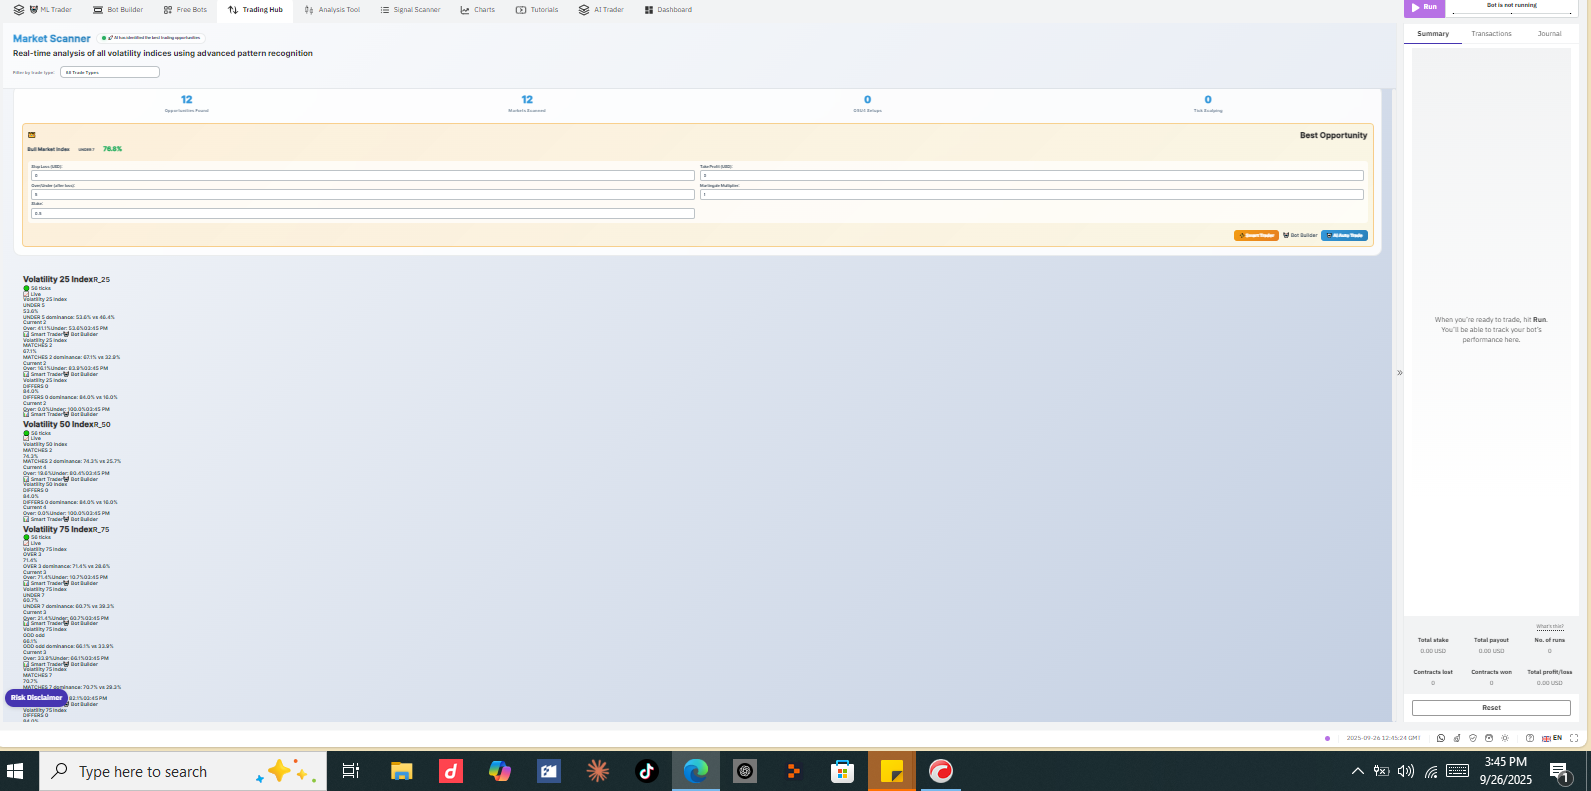 ML Trader
Bot Builder
Free Bots
Trading Hub
Analysis Tool
Signal Scanner
Charts
Tutorials
AI Trader
Dashboard
Run
Bot is not running
Market Scanner
AI has identified the best trading opportunities
Real-time analysis of all volatility indices using advanced pattern recognition
Filter by trade type:
All Trade Types
12
Opportunities Found
12
Markets Scanned
0
O5U4 Setups
0
Tick Scalping
Best Opportunity
Bull Market Index UNDER 7 76.8%
Stop Loss (USD):
0
Take Profit (USD):
0
Over/Under (after loss):
5
Martingale Multiplier:
1
Stake:
0.5
Smart Trader
Bot Builder
AI Auto Trade
Volatility 25 IndexR_25
56 ticks
Live
Volatility 25 Index
UNDER 5
53.6%
UNDER 5 dominance: 53.6% vs 46.4%
Current 2
Over: 41.1%Under: 53.6%03:45 PM
Smart Trader Bot Builder
Volatility 25 Index
MATCHES 2
67.1%
MATCHES 2 dominance: 67.1% vs 32.9%
Current 2
Over: 16.1%Under: 83.9%03:45 PM
Smart Trader Bot Builder
Volatility 25 Index
DIFFERS 0
84.0%
DIFFERS 0 dominance: 84.0% vs 16.0%
Current 2
Over: 0.0%Under: 100.0%03:45 PM
Smart Trader Bot Builder
Volatility 50 IndexR_50
56 ticks
Live
Volatility 50 Index
MATCHES 2
74.3%
MATCHES 2 dominance: 74.3% vs 25.7%
Current 4
Over: 19.6%Under: 80.4%03:45 PM
Smart Trader Bot Builder
Volatility 50 Index
DIFFERS 0
84.0%
DIFFERS 0 dominance: 84.0% vs 16.0%
Current 4
Over: 0.0%Under: 100.0%03:45 PM
Smart Trader Bot Builder
Volatility 75 IndexR_75
56 ticks
Live
Volatility 75 Index
OVER 3
71.4%
OVER 3 dominance: 71.4% vs 28.6%
Current 3
Over: 71.4%Under: 10.7%03:45 PM
Smart Trader Bot Builder
Volatility 75 Index
UNDER 7
60.7%
UNDER 7 dominance: 60.7% vs 39.3%
Current 3
Over: 21.4%Under: 60.7%03:45 PM
Smart Trader Bot Builder
Volatility 75 Index
ODD odd
66.1%
ODD odd dominance: 66.1% vs 33.9%
Current 3
Over: 33.9%Under: 66.1%03:45 PM
Smart Trader Bot Builder
Volatility 75 Index
MATCHES 7
70.7%
MATCHES 7 dominance: 70.7% vs 29.3%
82.1%03:45 PM
Bot Builder
Volatility 75 Index
DIFFERS 0
84.0%
Risk Disclaimer
Summary
Transactions
Journal
When you're ready to trade, hit Run.
You'll be able to track your bot's
performance here.
What's this?
Total stake
0.00 USD
Total payout
0.00 USD
No. of runs
0
Contracts lost
0
Contracts won
0
Total profit/loss
0.00 USD
Reset
2025-09-26 12:45:24 GMT
EN
Type here to search
3:45 PM
9/26/2025
1